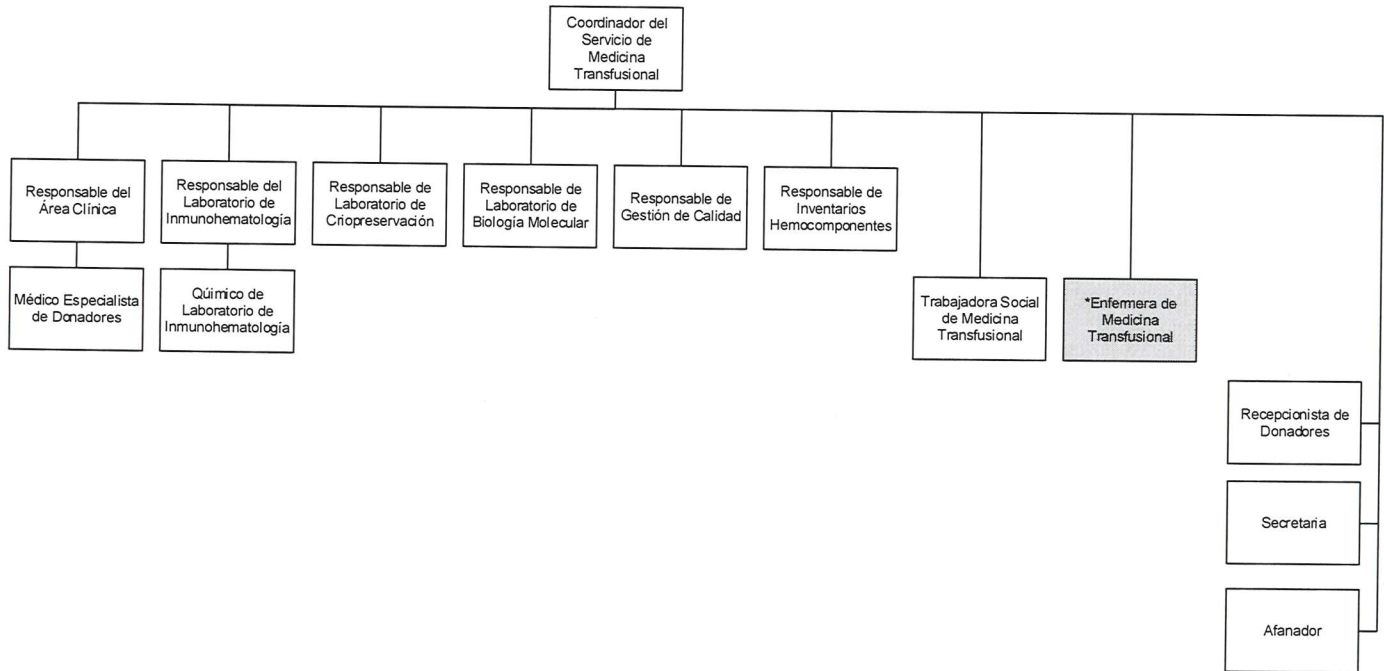 Coordinador del
Servicio de
Medicina
Transfusional
Responsable del
Área Clínica
Responsable del
Laboratorio de
Inmunohematología
Responsable de
Laboratorio de
Criopreservación
Responsable de
Laboratorio de
Biología Molecular
Responsable de
Gestión de Calidad
Responsable de
Inventarios
Hemocomponentes
Médico Especialista
de Donadores
Qúimico de
Laboratorio de
Inmunohematología
Trabajadora Social
de Medicina
Transfusional
*Enfermera de
Medicina
Transfusional
Recepcionista de
Donadores
Secretaria
Afanador